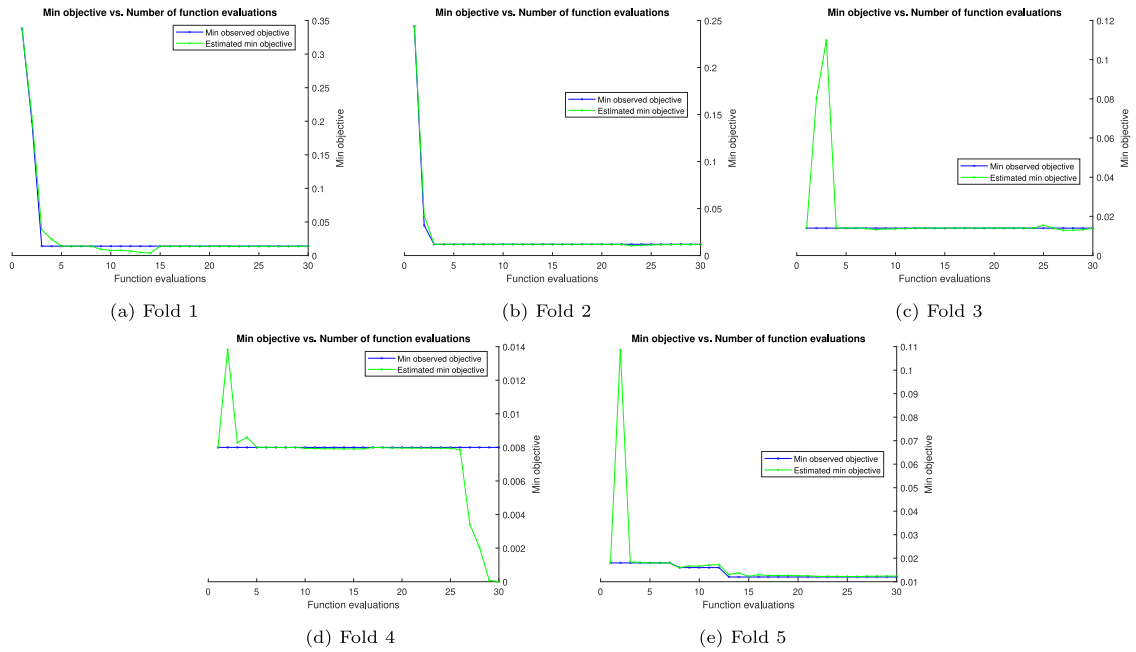 Min objective vs. Number of function evaluations
Min observed objective
Estimated min objective
0.35
0.3
0.25
0.2
0.15
0.1
0.05
0
Min objective
0 5 10 15 20 25 30
Function evaluations
(a) Fold 1
Min objective vs. Number of function evaluations
Min observed objective
Estimated min objective
0.25
0.2
0.15
0.1
0.05
0
Min objective
0 5 10 15 20 25 30
Function evaluations
(b) Fold 2
Min objective vs. Number of function evaluations
Min observed objective
Estimated min objective
0.12
0.1
0.08
0.06
0.04
0.02
0
Min objective
0 5 10 15 20 25 30
Function evaluations
(c) Fold 3
Min objective vs. Number of function evaluations
Min observed objective
Estimated min objective
0.014
0.012
0.01
0.008
0.006
0.004
0.002
0
Min objective
0 5 10 15 20 25 30
Function evaluations
(d) Fold 4
Min objective vs. Number of function evaluations
Min observed objective
Estimated min objective
0.11
0.1
0.09
0.08
0.07
0.06
0.05
0.04
0.03
0.02
0.01
Min objective
0 5 10 15 20 25 30
Function evaluations
(e) Fold 5